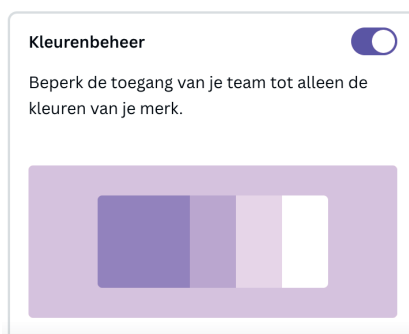 Kleurenbeheer
Beperk de toegang van je team tot alleen de
kleuren van je merk.